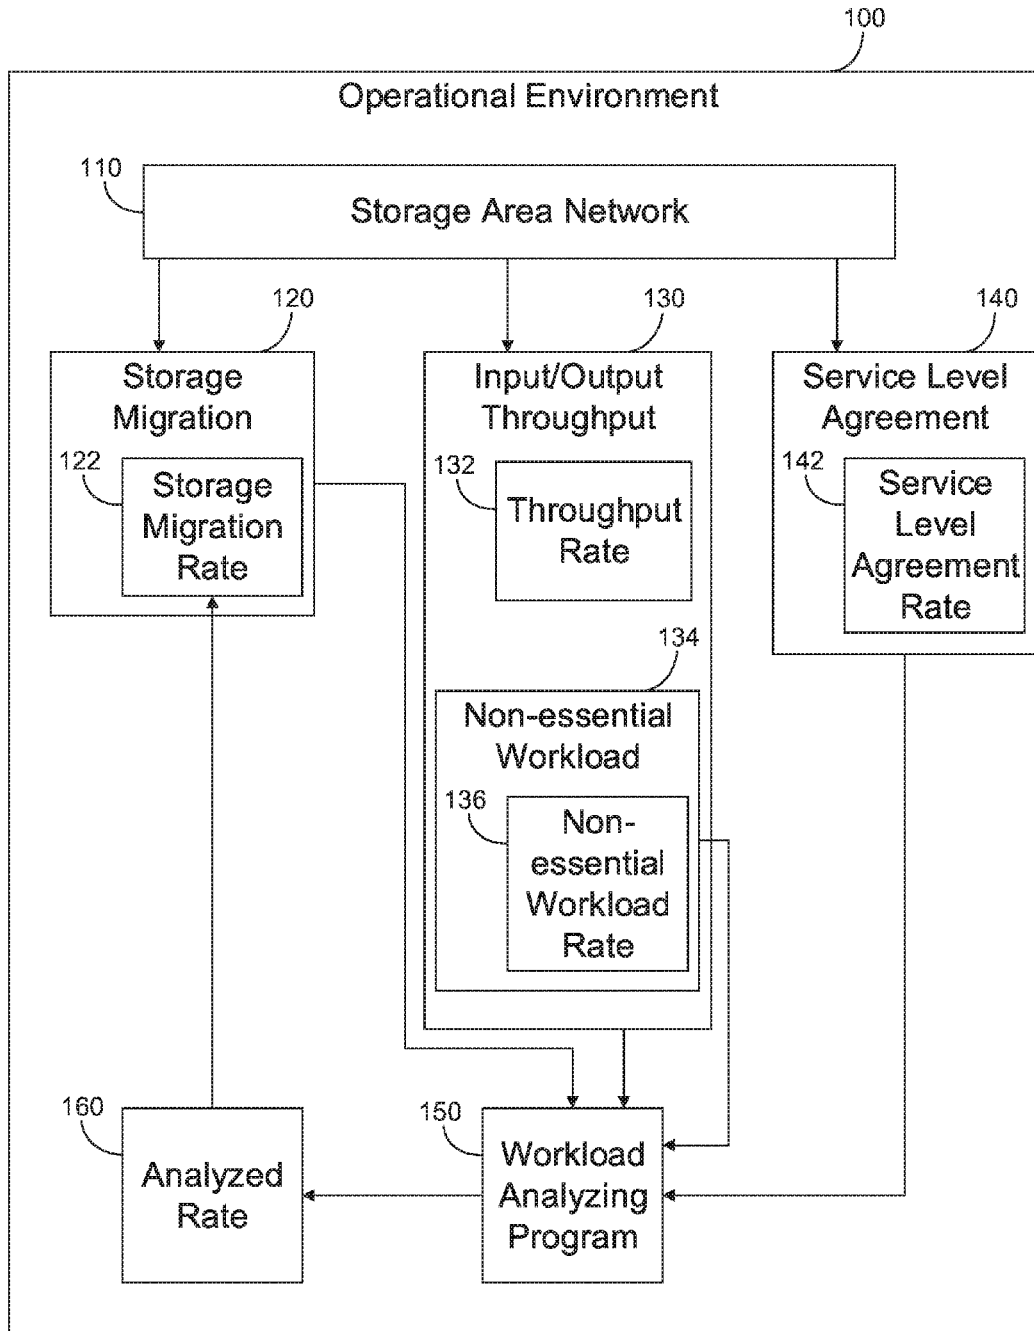 100
Operational Environment
110
Storage Area Network
120
130
140
Storage
Migration
Input/Output
Throughput
Service Level
Agreement
122
Storage
Migration
Rate
132
Throughput
Rate
142
Service
Level
Agreement
Rate
134
Non-essential
Workload
136
Non-
essential
Workload
Rate
160
Analyzed
Rate
150
Workload
Analyzing
Program